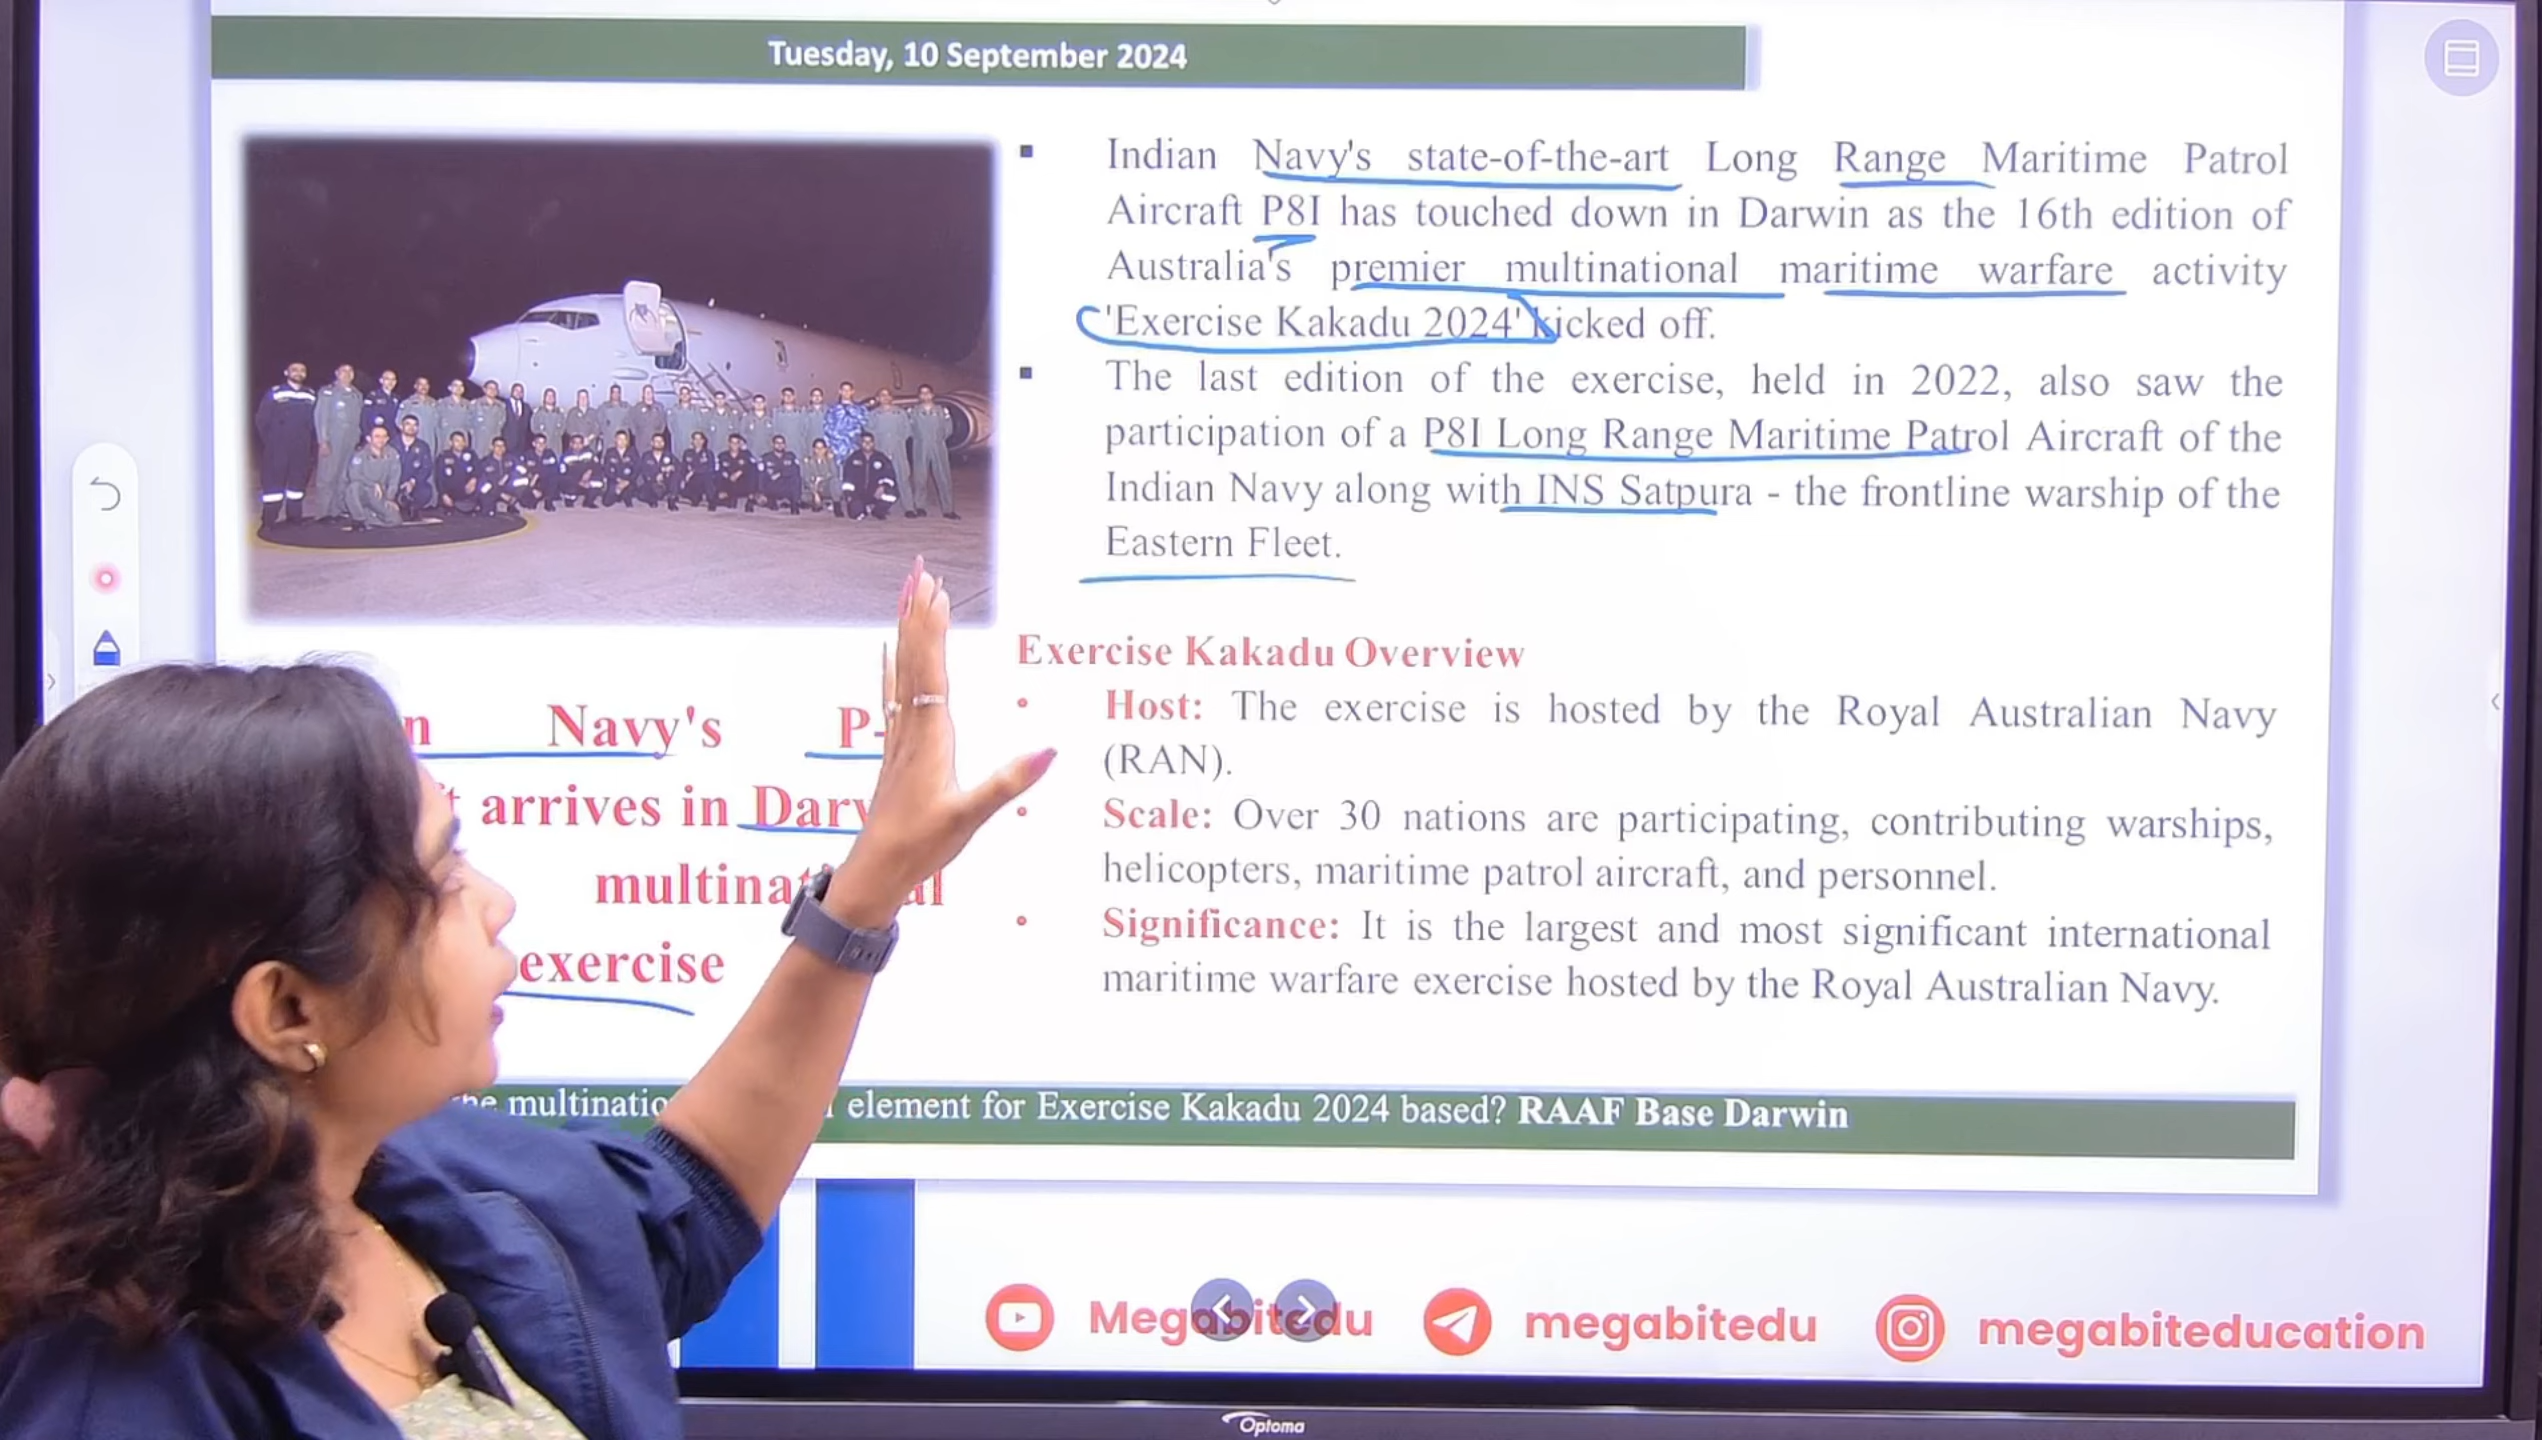 Tuesday, 10 September 2024
Indian Navy's state-of-the-art Long Range Maritime Patrol
Aircraft P8I has touched down in Darwin as the 16th edition of
Australia's premier multinational maritime warfare activity
'Exercise Kakadu 2024' kicked off.
The last edition of the exercise, held in 2022, also saw the
participation of a P8I Long Range Maritime Patrol Aircraft of the
Indian Navy along with INS Satpura - the frontline warship of the
Eastern Fleet.
Navy's
arrives in
exercise
Exercise Kakadu Overview
Host: The exercise is hosted by the Royal Australian Navy
(RAN).
Scale: Over 30 nations are participating, contributing warships,
helicopters, maritime patrol aircraft, and personnel.
Significance: It is the largest and most significant international
maritime warfare exercise hosted by the Royal Australian Navy.
element for Exercise Kakadu 2024 based? RAAF Base Darwin
Megabitedu megabitedu megabiteducation
Optoma